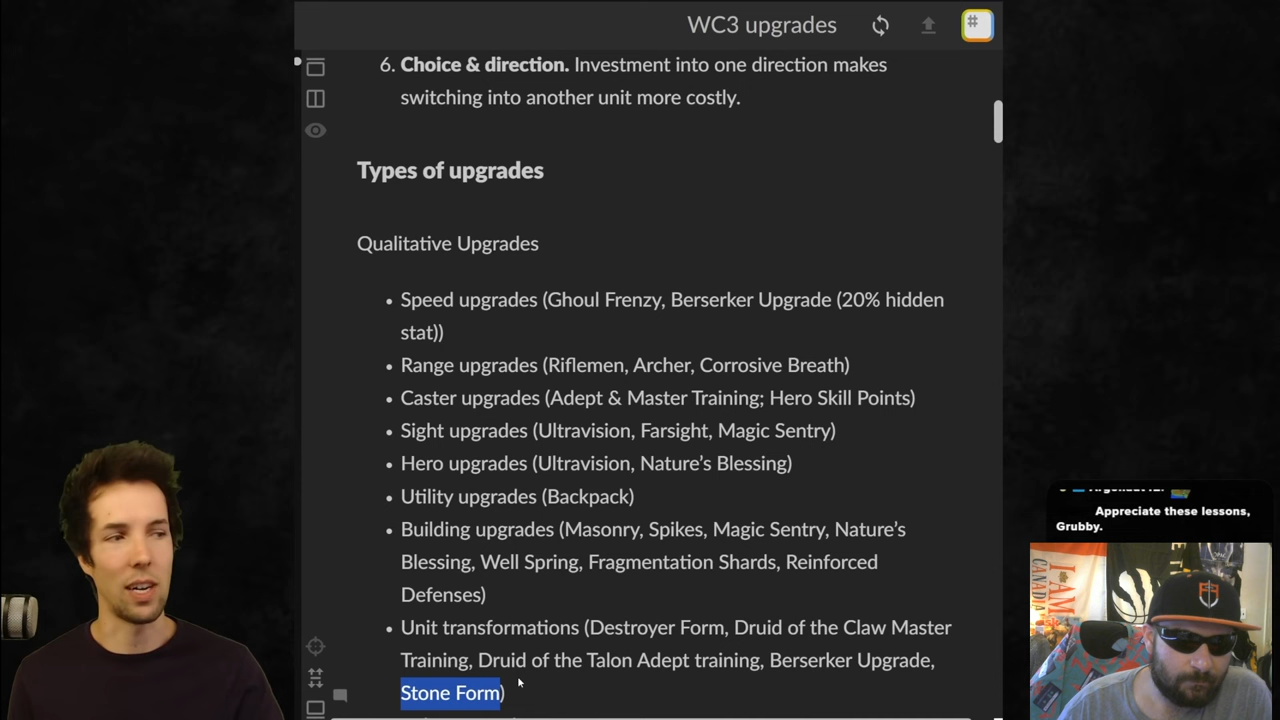 WC3 upgrades
6. Choice & direction. Investment into one direction makes
switching into another unit more costly.
Types of upgrades
Qualitative Upgrades
• Speed upgrades (Ghoul Frenzy, Berserker Upgrade (20% hidden
stat))
• Range upgrades (Riflemen, Archer, Corrosive Breath)
• Caster upgrades (Adept & Master Training; Hero Skill Points)
• Sight upgrades (Ultravision, Farsight, Magic Sentry)
• Hero upgrades (Ultravision, Nature’s Blessing)
• Utility upgrades (Backpack)
• Building upgrades (Masonry, Spikes, Magic Sentry, Nature’s
Blessing, Well Spring, Fragmentation Shards, Reinforced
Defenses)
• Unit transformations (Destroyer Form, Druid of the Claw Master
Training, Druid of the Talon Adept training, Berserker Upgrade,
Stone Form)
Appreciate these lessons,
Grubby.
I AM
CANADIAN